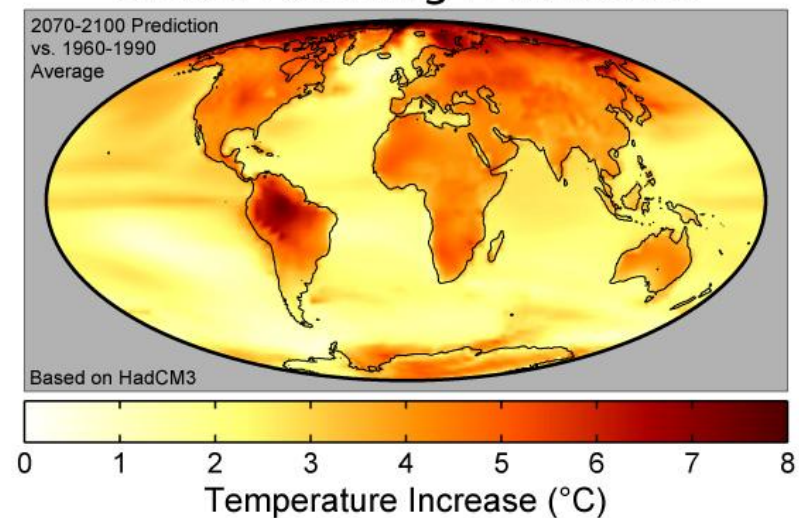 2070-2100 Prediction
vs. 1960-1990
Average
Based on HadCM3
0 1 2 3 4 5 6 7 8
Temperature Increase (°C)